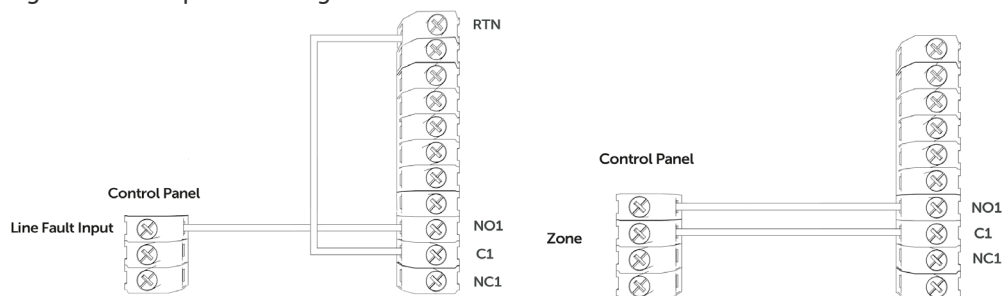 RTN
Control Panel
Line Fault Input
NO1
C1
NC1
Control Panel
Zone
NO1
C1
NC1